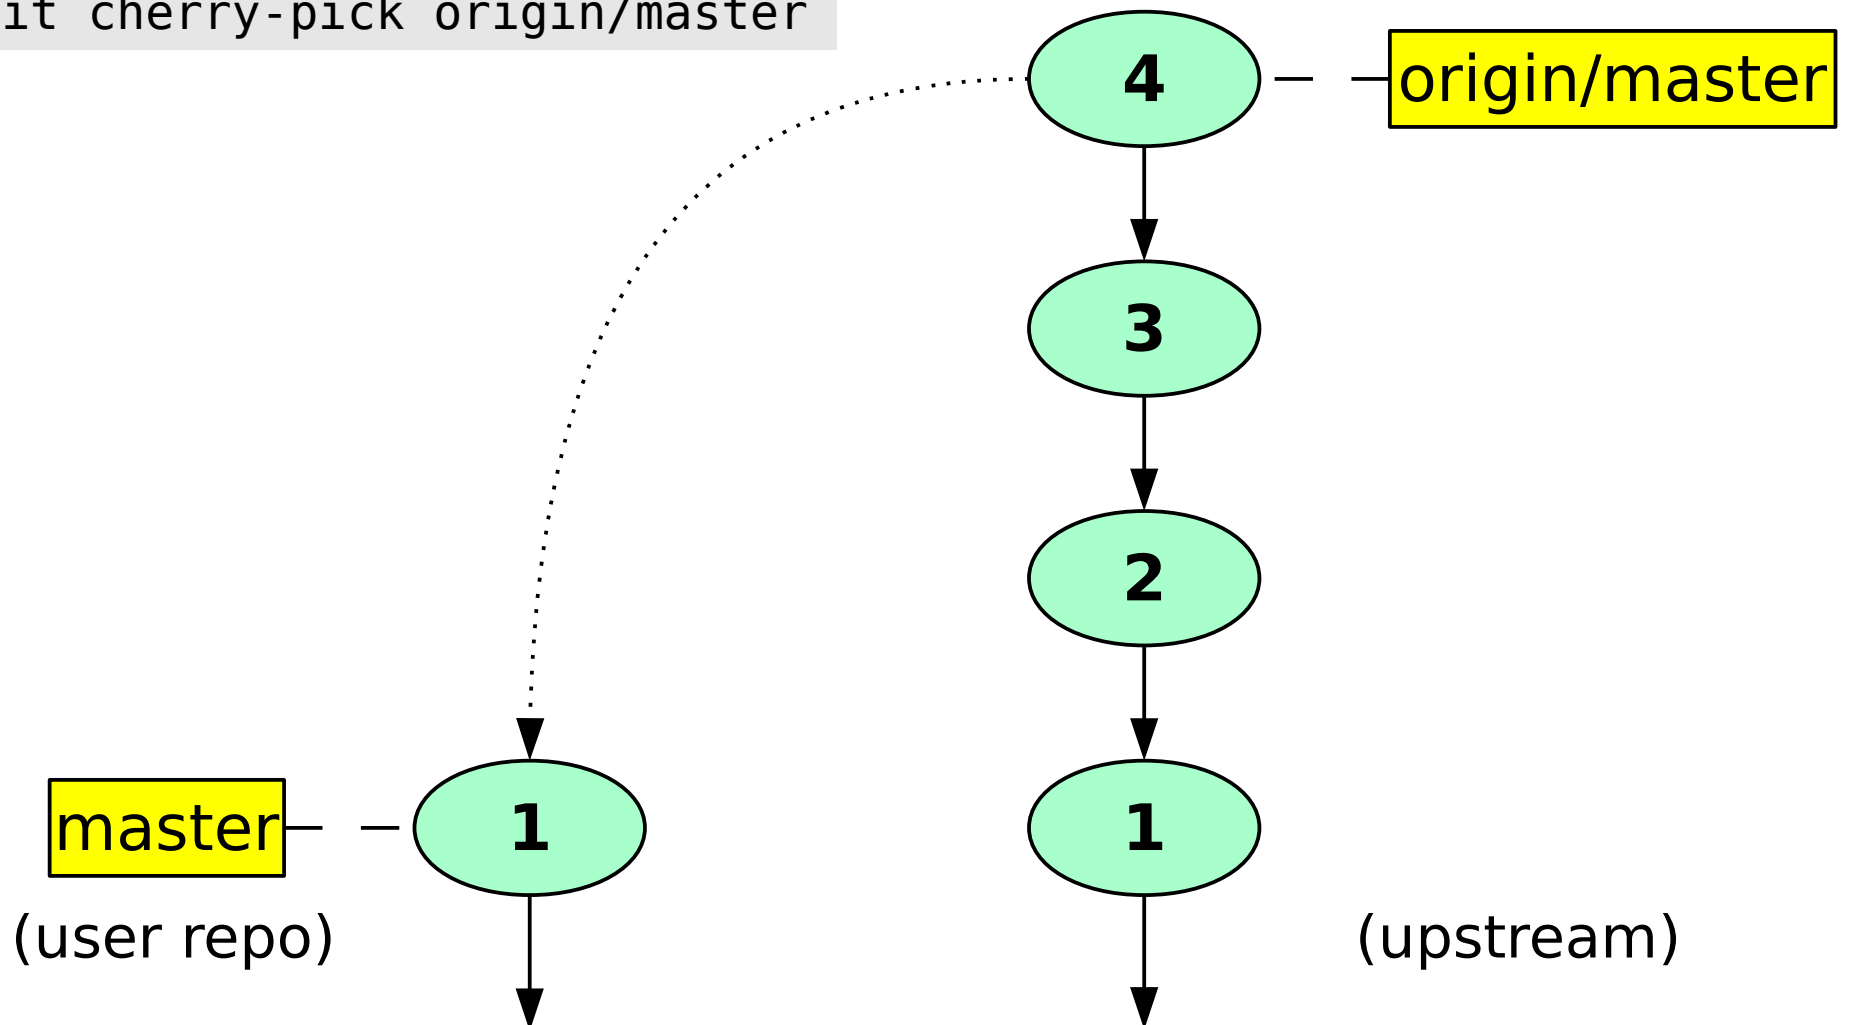 it cherry-pick origin/master
4
origin/master
3
2
master
1
1
(user repo)
(upstream)